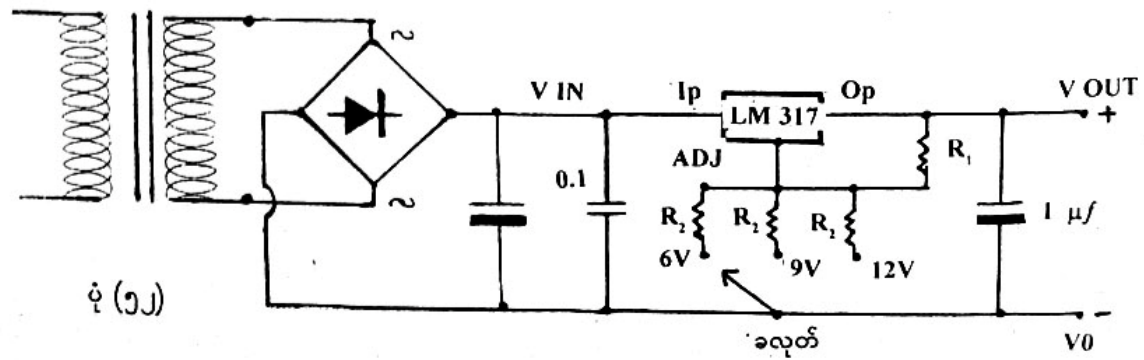 V IN
Ip
LM 317
Op
V OUT
+
ADJ
R₁
0.1
R₂
R₂
R₂
1 μf
6V
9V
12V
ပုံ (၅၂)
ခလုတ်
-
V0